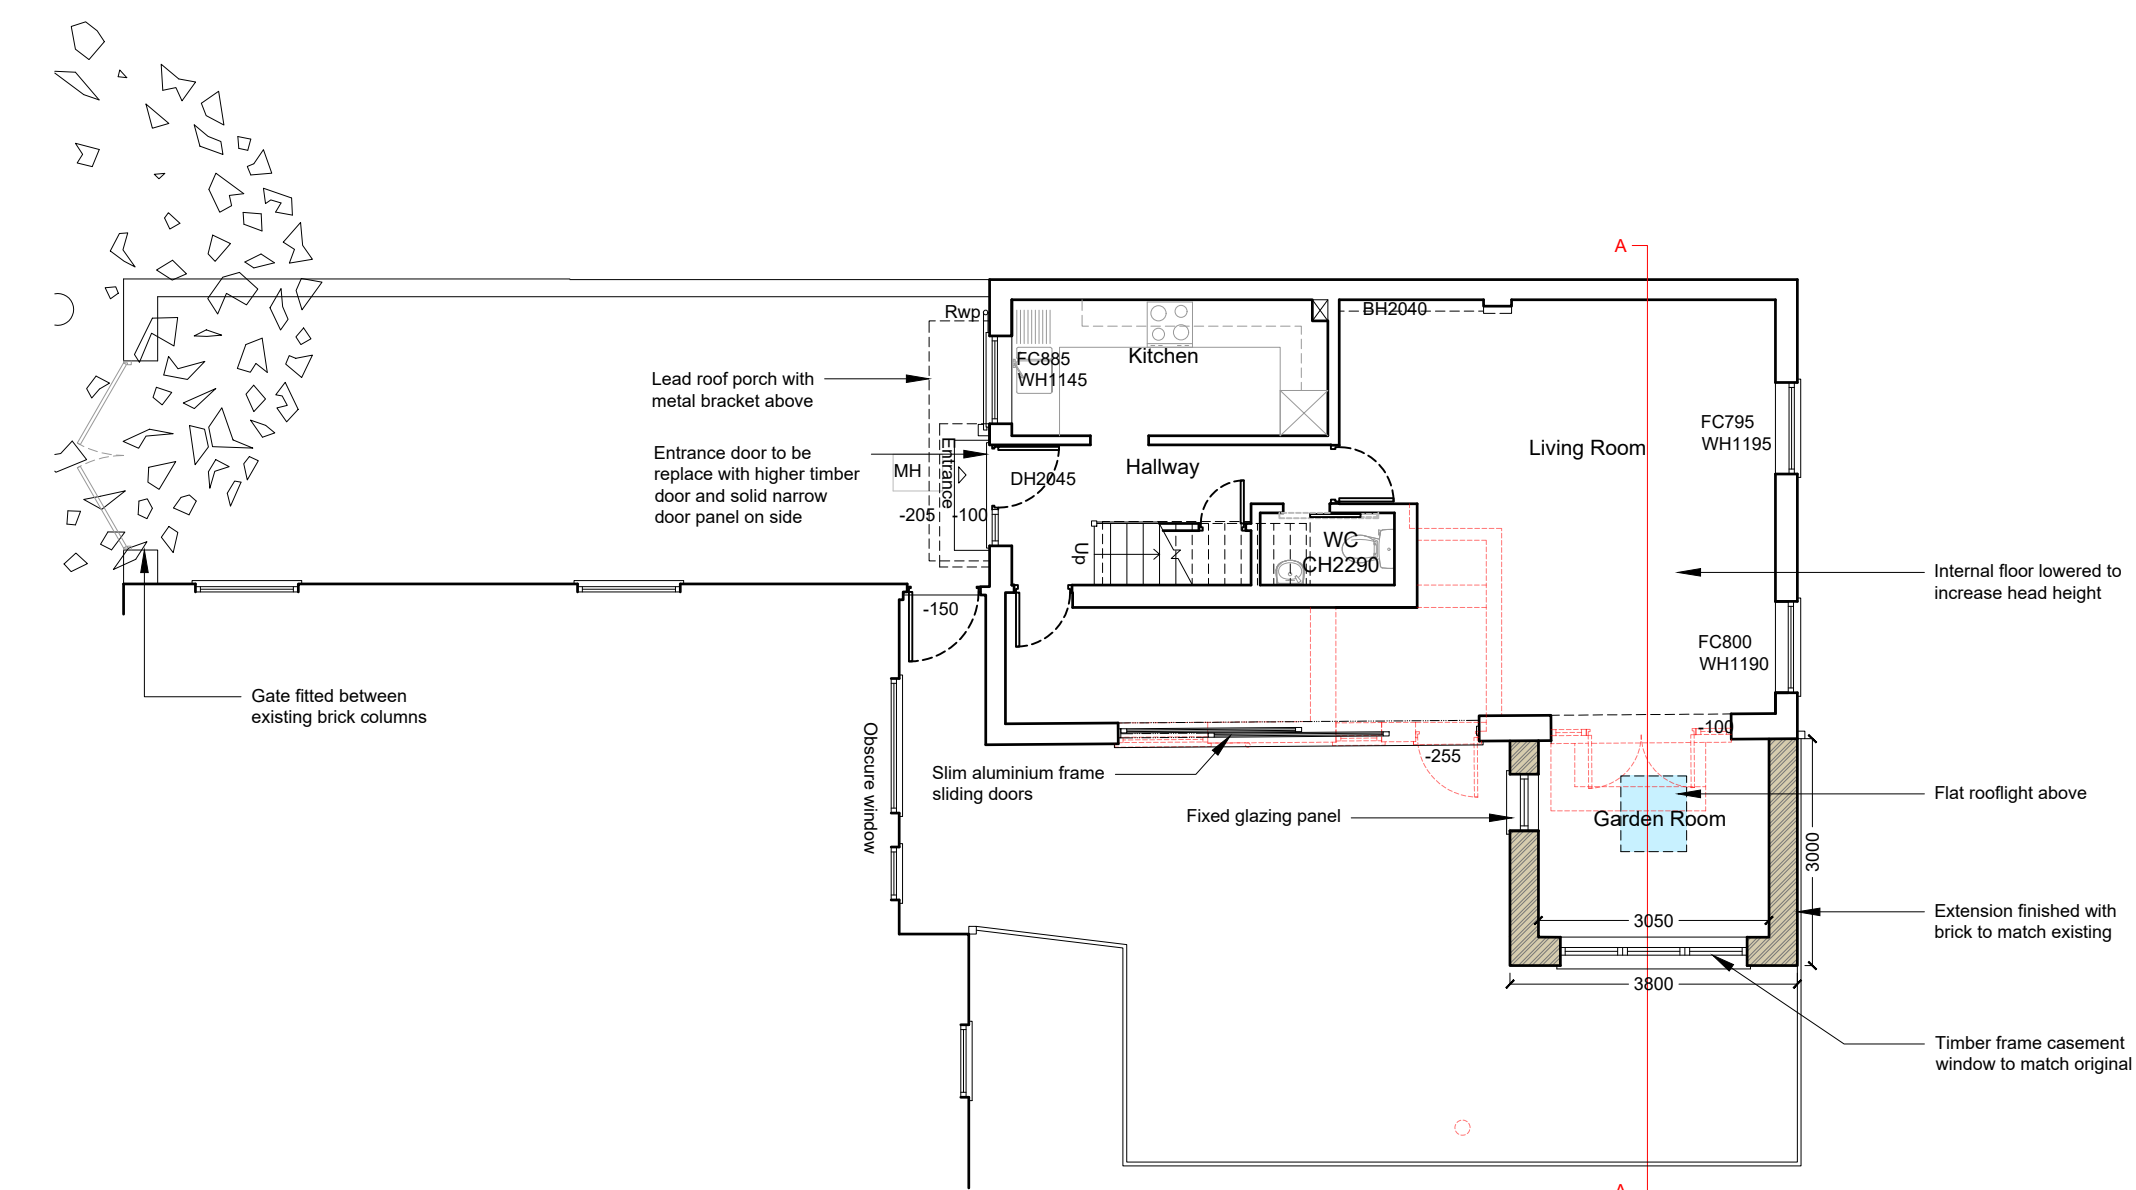 A
Rwp
BH2040
FC885
WH1145
Kitchen
Lead roof porch with
metal bracket above
FC795
WH1195
Living Room
Entrance door to be
replace with higher timber
door and solid narrow
door panel on side
Entrance
MH
DH2045
Hallway
-205
-100
Up
WC
CH2290
Internal floor lowered to
increase head height
-150
FC800
WH1190
Gate fitted between
existing brick columns
Obscure window
-100
-255
Slim aluminium frame
sliding doors
Fixed glazing panel
Flat rooflight above
Garden Room
3000
3050
Extension finished with
brick to match existing
3800
Timber frame casement
window to match original
A